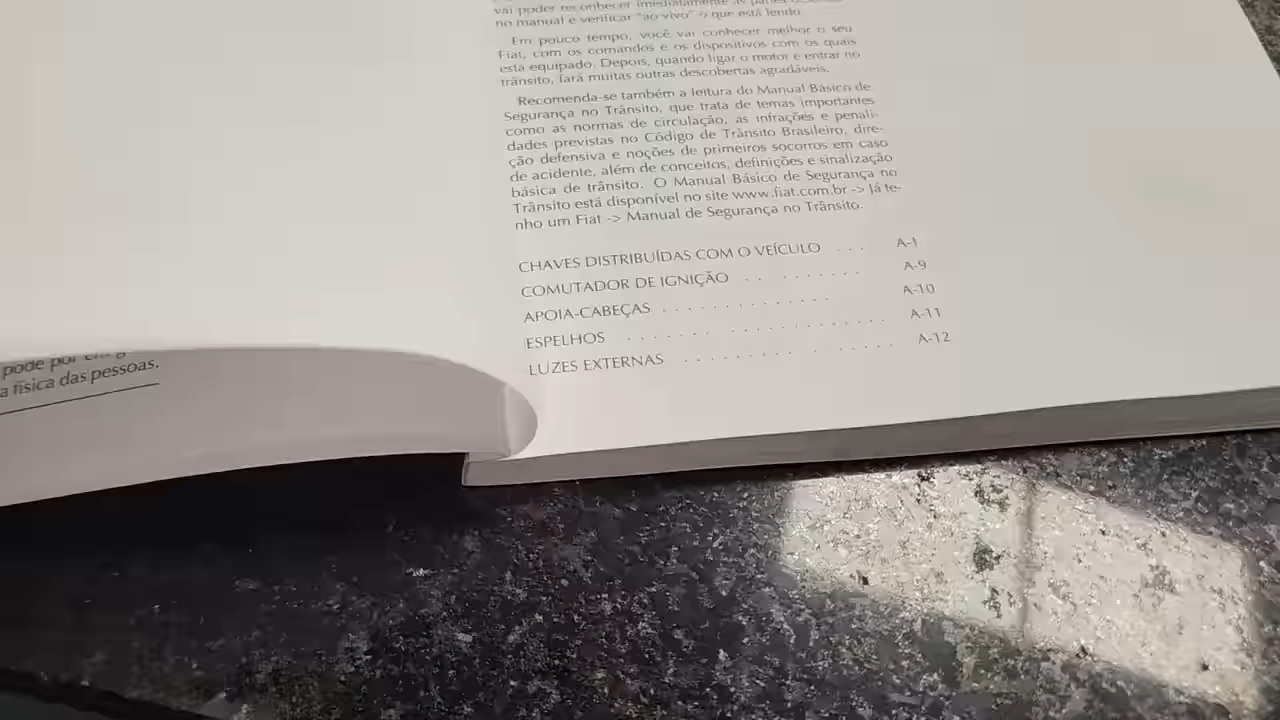 pode por
a física das pessoas.
vai poder reconhecer imediatamente as partes
no manual e verificar "ao vivo" o que está lendo.
Em pouco tempo, você vai conhecer melhor o seu
Fiat, com os comandos e os dispositivos com os quais
está equipado. Depois, quando ligar o motor e entrar no
trânsito, fará muitas outras descobertas agradáveis.
Recomenda-se também a leitura do Manual Básico de
Segurança no Trânsito, que trata de temas importantes
como as normas de circulação, as infrações e penali-
dades previstas no Código de Trânsito Brasileiro, dire-
ção defensiva e noções de primeiros socorros em caso
de acidente, além de conceitos, definições e sinalização
básica de trânsito. O Manual Básico de Segurança no
Trânsito está disponível no site www.fiat.com.br -> Já te-
nho um Fiat -> Manual de Segurança no Trânsito.
CHAVES DISTRIBUÍDAS COM O VEÍCULO . . . A-1
COMUTADOR DE IGNIÇÃO . . . . . . . . . A-9
APOIA-CABEÇAS . . . . . . . . . . . . . . A-10
ESPELHOS . . . . . . . . . . . . . . . . . . . A-11
LUZES EXTERNAS . . . . . . . . . . . . . . . A-12